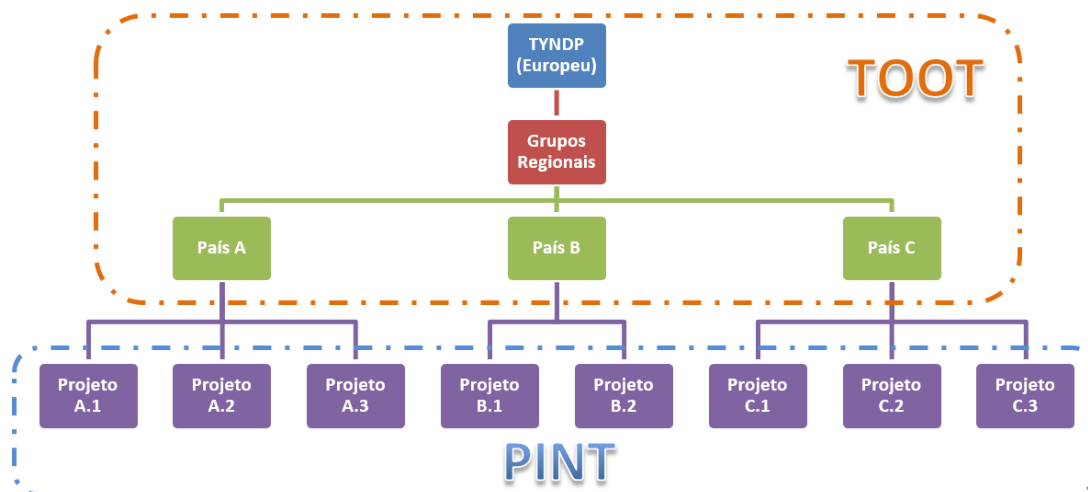 TYNDP
(Europeu)
TOOT
Grupos
Regionais
País A
País B
País C
Projeto
A.1
Projeto
A.2
Projeto
A.3
Projeto
B.1
Projeto
B.2
Projeto
C.1
Projeto
C.2
Projeto
C.3
PINT